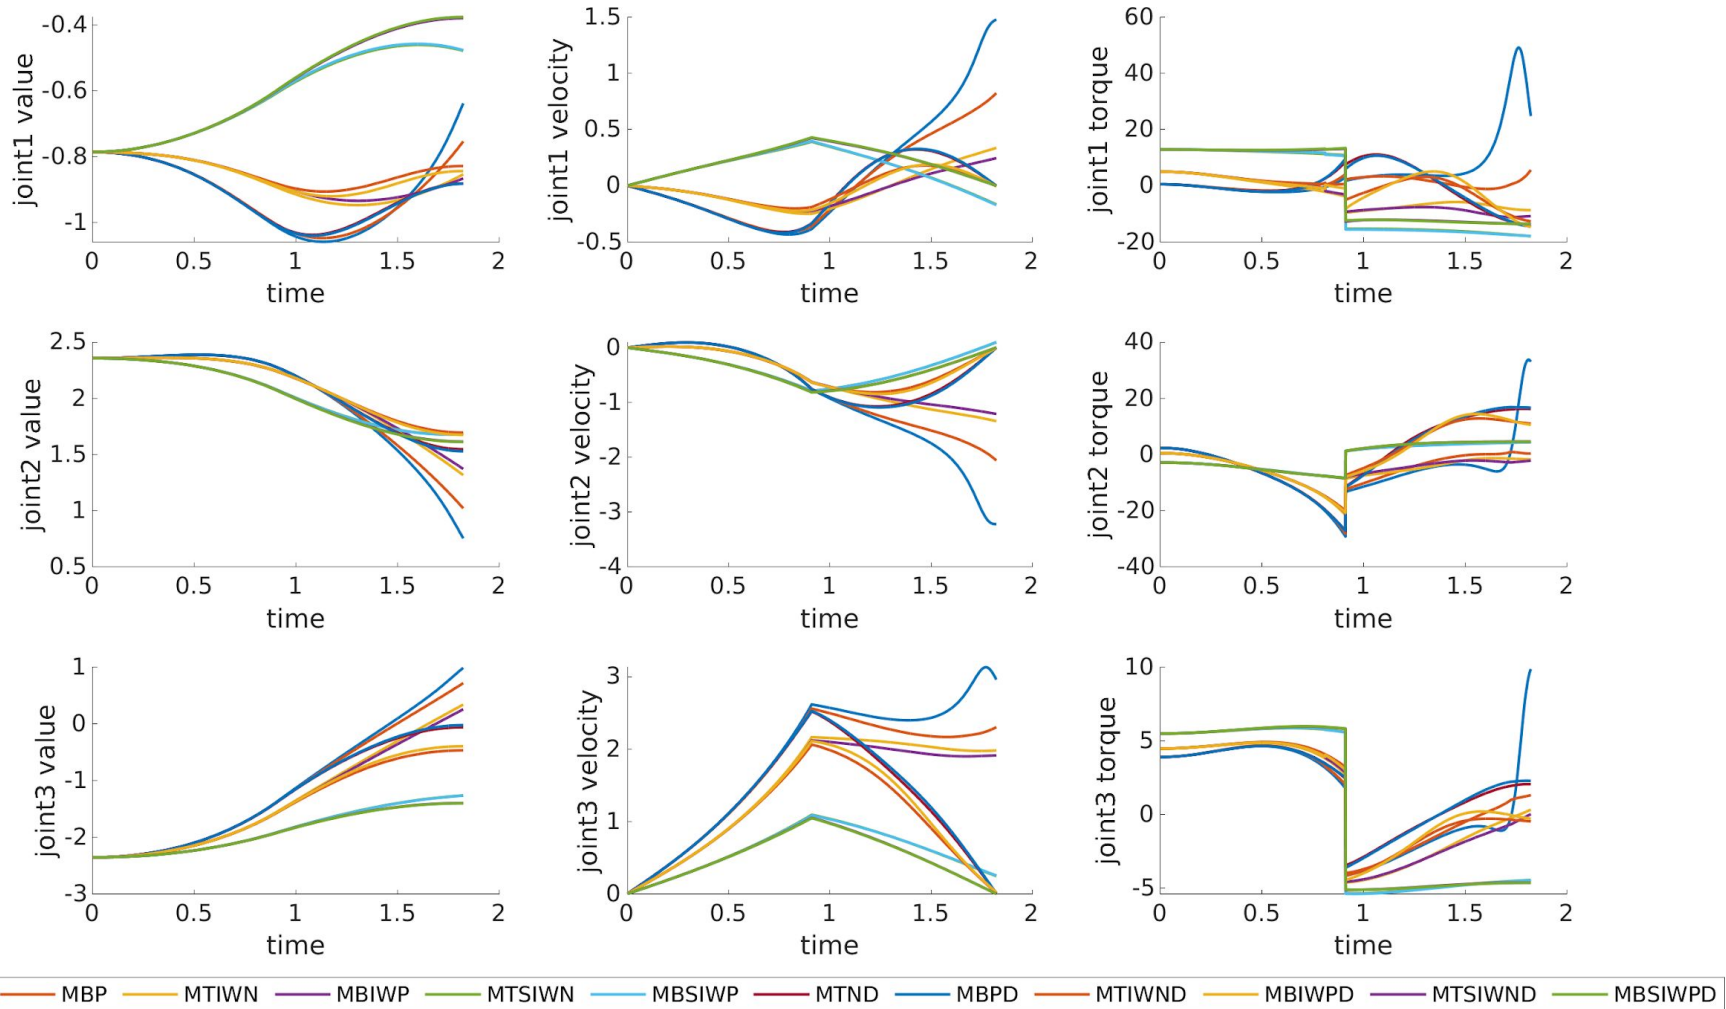 -0.4
-0.6
-0.8
-1
joint1 value
0 0.5 1 1.5 2
time
1.5
1
0.5
0
-0.5
joint1 velocity
0 0.5 1 1.5 2
time
60
40
20
0
-20
joint1 torque
0 0.5 1 1.5 2
time
2.5
2
1.5
1
0.5
joint2 value
0 0.5 1 1.5 2
time
0
-1
-2
-3
-4
joint2 velocity
0 0.5 1 1.5 2
time
40
20
0
-20
-40
joint2 torque
0 0.5 1 1.5 2
time
1
0
-1
-2
-3
joint3 value
0 0.5 1 1.5 2
time
3
2
1
0
joint3 velocity
0 0.5 1 1.5 2
time
10
5
0
-5
joint3 torque
0 0.5 1 1.5 2
time
MBP MTIWN MBIWP MTSIWN MBSIWP MTND MBPD MTIWND MBIWPD MTSIWND MBSIWPD